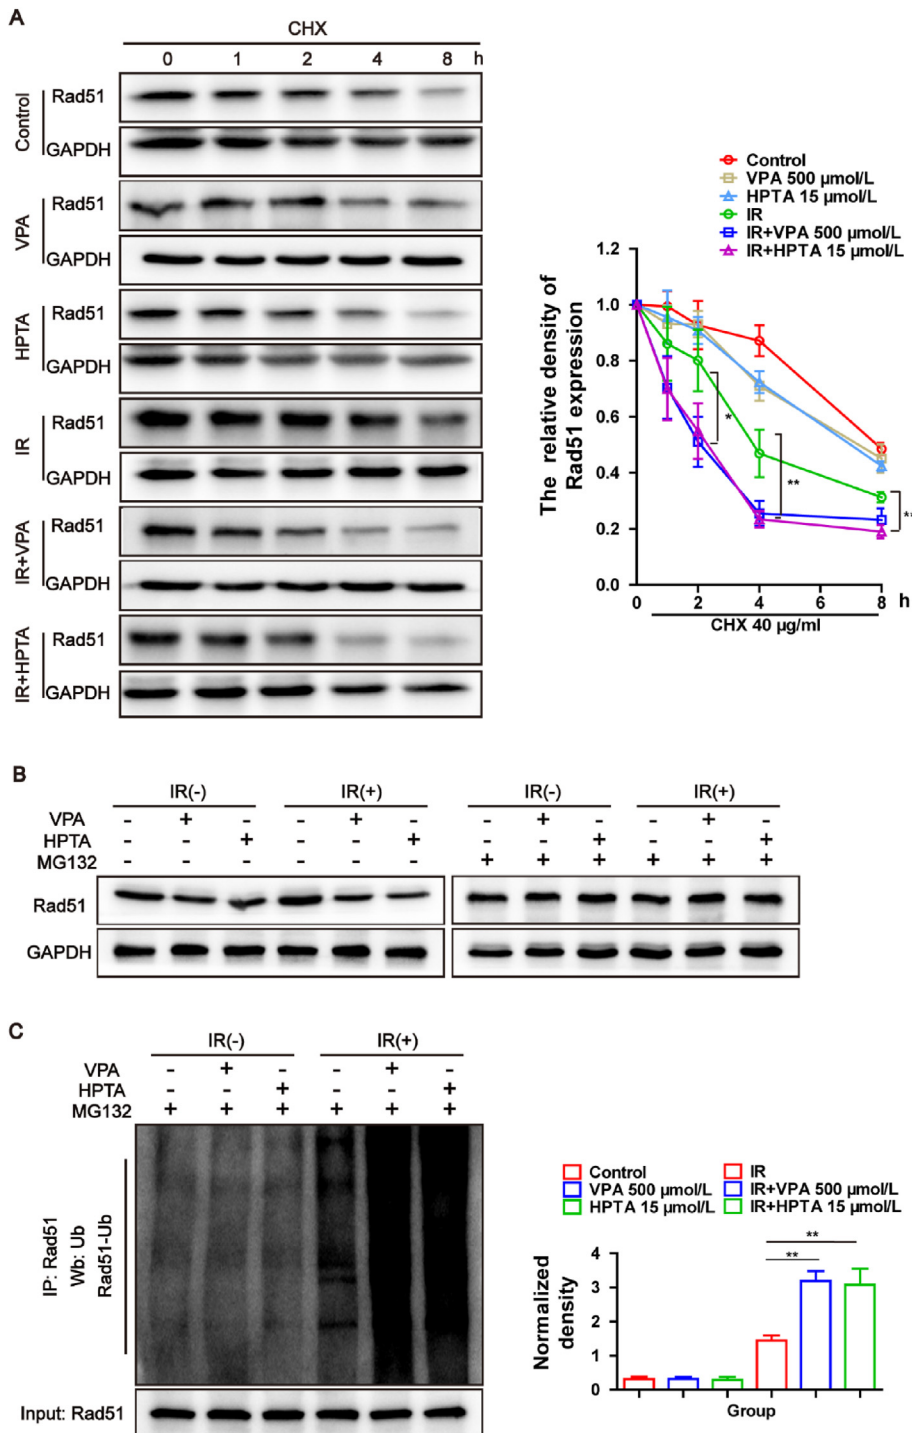 A
CHX
0 1 2 4 8 h
Control
Rad51
GAPDH
VPA
Rad51
GAPDH
HPTA
Rad51
GAPDH
IR
Rad51
GAPDH
IR+VPA
Rad51
GAPDH
IR+HPTA
Rad51
GAPDH
Control
VPA 500 μmol/L
HPTA 15 μmol/L
IR
IR+VPA 500 μmol/L
IR+HPTA 15 μmol/L
The relative density of
Rad51 expression
1.2
1.0
0.8
0.6
0.4
0.2
0.0
*
**
**
0 2 4 6 8 h
CHX 40 μg/ml
B
IR(-) IR(+) IR(-) IR(+)
VPA - + - - + - - + - - + -
HPTA - - + - - + - - + - - +
MG132 - - - - - - + + + + + +
Rad51
GAPDH
C
IR(-) IR(+)
VPA - + - - + -
HPTA - - + - - +
MG132 + + + + + +
IP: Rad51
Wb: Ub
Rad51-Ub
Input: Rad51
Control IR
VPA 500 μmol/L IR+VPA 500 μmol/L
HPTA 15 μmol/L IR+HPTA 15 μmol/L
Normalized
density
4
3
2
1
0
**
**
Group